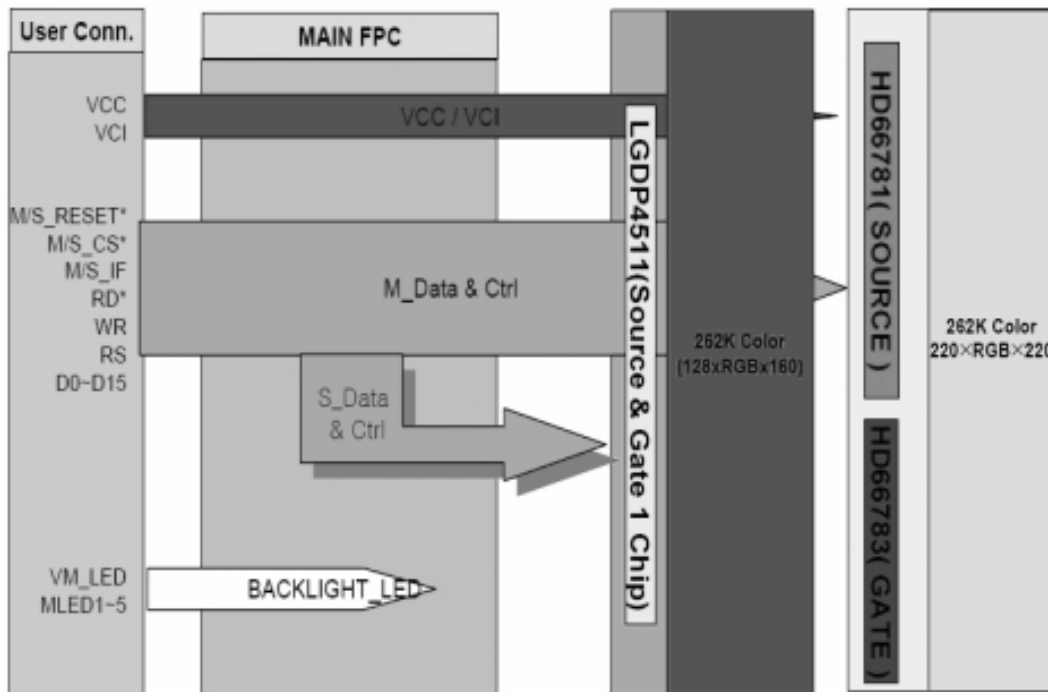 User Conn.
MAIN FPC
VCC
VCI
VCC / VCI
M/S_RESET*
M/S_CS*
M/S_IF
RD*
WR
RS
D0~D15
M_Data & Ctrl
S_Data
& Ctrl
VM_LED
MLED1~5
BACKLIGHT_LED
LGDP4511(Source & Gate 1 Chip)
262K Color
(128xRGBx160)
HD66781( SOURCE )
HD66783( GATE )
262K Color
220×RGB×220